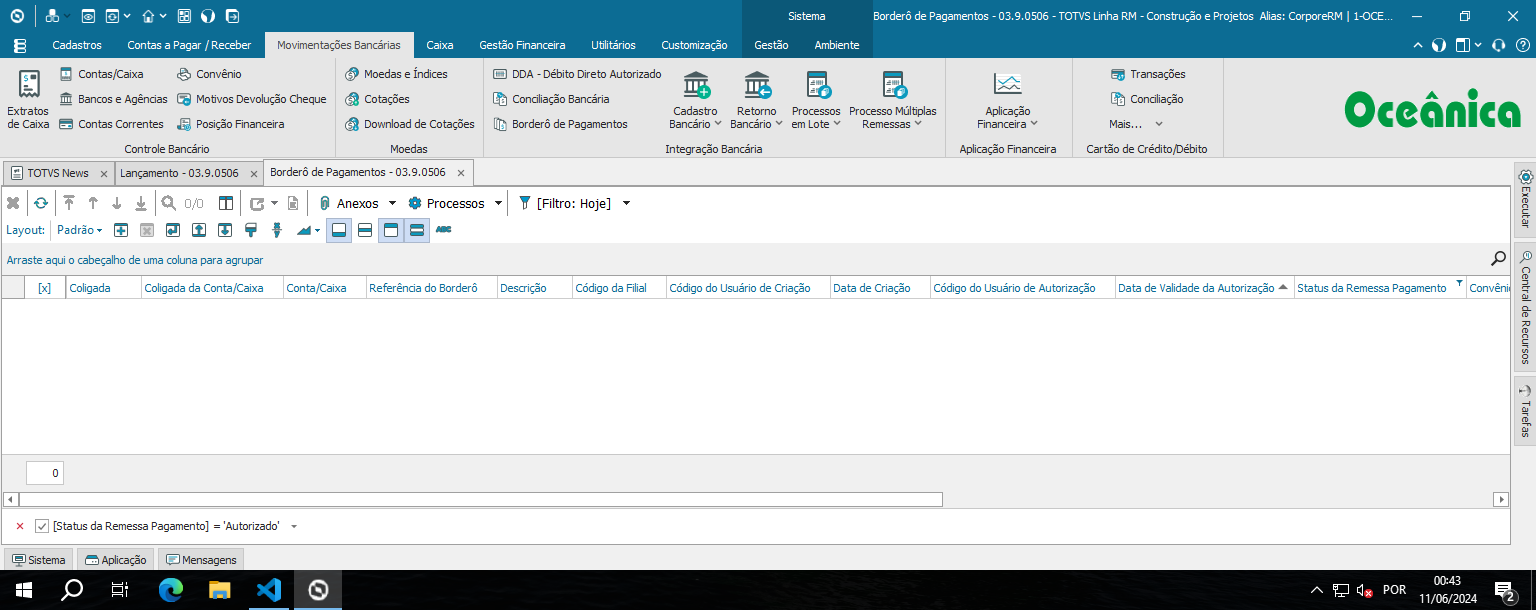 Sistema
Borderô de Pagamentos - 03.9.0506 - TOTVS Linha RM - Construção e Projetos Alias: CorporeRM | 1-OCE...
Cadastros
Contas a Pagar / Receber
Movimentações Bancárias
Caixa
Gestão Financeira
Utilitários
Customização
Gestão
Ambiente
Extratos de Caixa
Contas/Caixa
Bancos e Agências
Contas Correntes
Convênio
Motivos Devolução Cheque
Posição Financeira
Controle Bancário
Moedas e Índices
Cotações
Download de Cotações
Moedas
DDA - Débito Direto Autorizado
Conciliação Bancária
Borderô de Pagamentos
Cadastro Bancário
Retorno Bancário
Processos em Lote
Processo Múltiplas Remessas
Integração Bancária
Aplicação Financeira
Aplicação Financeira
Transações
Conciliação
Mais...
Cartão de Crédito/Débito
Oceânica
TOTVS News
Lançamento - 03.9.0506
Borderô de Pagamentos - 03.9.0506
0/0
Anexos
Processos
[Filtro: Hoje]
Layout:
Padrão
ABC
Arraste aqui o cabeçalho de uma coluna para agrupar
[x]
Coligada
Coligada da Conta/Caixa
Conta/Caixa
Referência do Borderô
Descrição
Código da Filial
Código do Usuário de Criação
Data de Criação
Código do Usuário de Autorização
Data de Validade da Autorização
Status da Remessa Pagamento
Convêni
0
[Status da Remessa Pagamento] = 'Autorizado'
Executar
Central de Recursos
Tarefas
Sistema
Aplicação
Mensagens
POR
00:43
11/06/2024
2